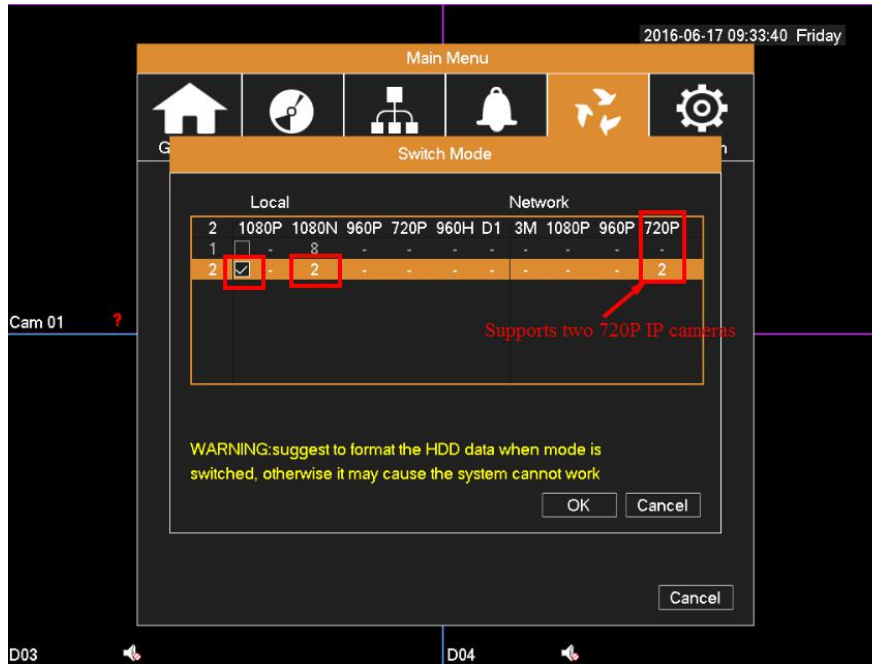 2016-06-17 09:33:40 Friday
Main Menu
Switch Mode
Local Network
2 1080P 1080N 960P 720P 960H D1 3M 1080P 960P 720P
1 - 8 - - - - - - - -
2 - 2 - - - - - - - 2
Cam 01 ?
Supports two 720P IP cameras
WARNING:suggest to format the HDD data when mode is
switched, otherwise it may cause the system cannot work
OK Cancel
Cancel
D03 D04